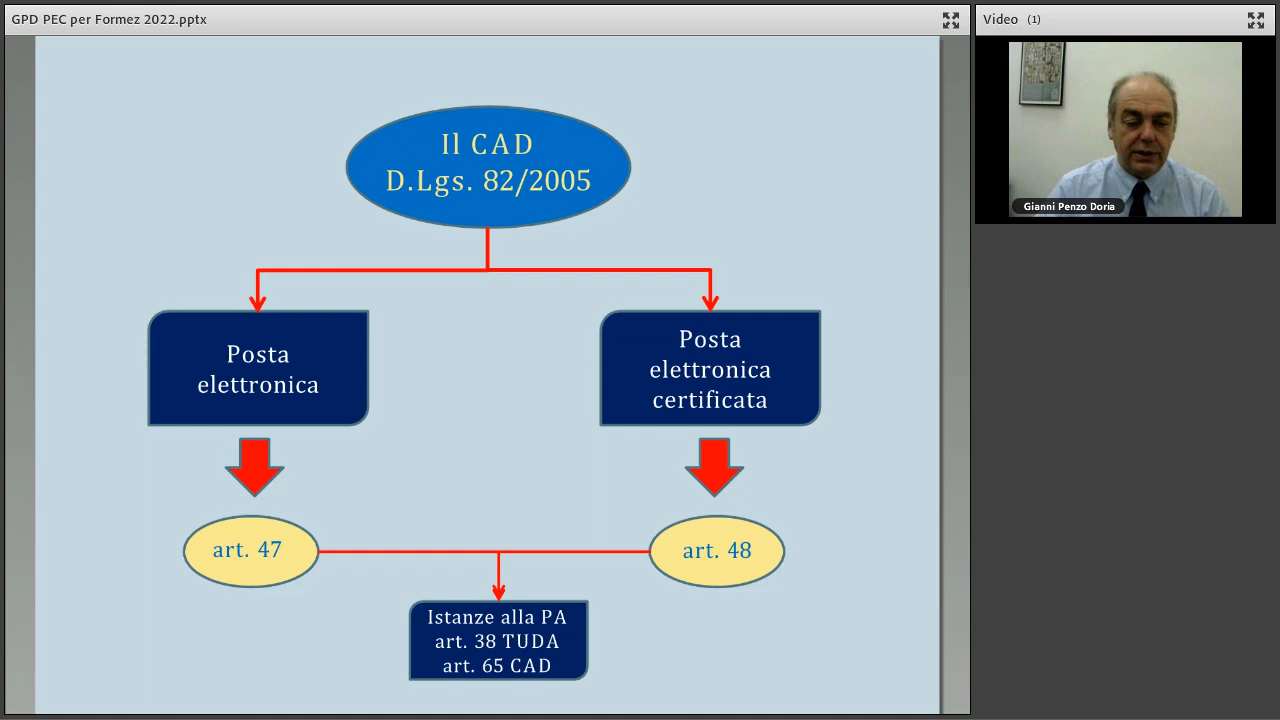 GPD PEC per Formez 2022.pptx
Video (1)
Gianni Penzo Doria
Il CAD
D.Lgs. 82/2005
Posta
elettronica
Posta
elettronica
certificata
art. 47
art. 48
Istanze alla PA
art. 38 TUDA
art. 65 CAD